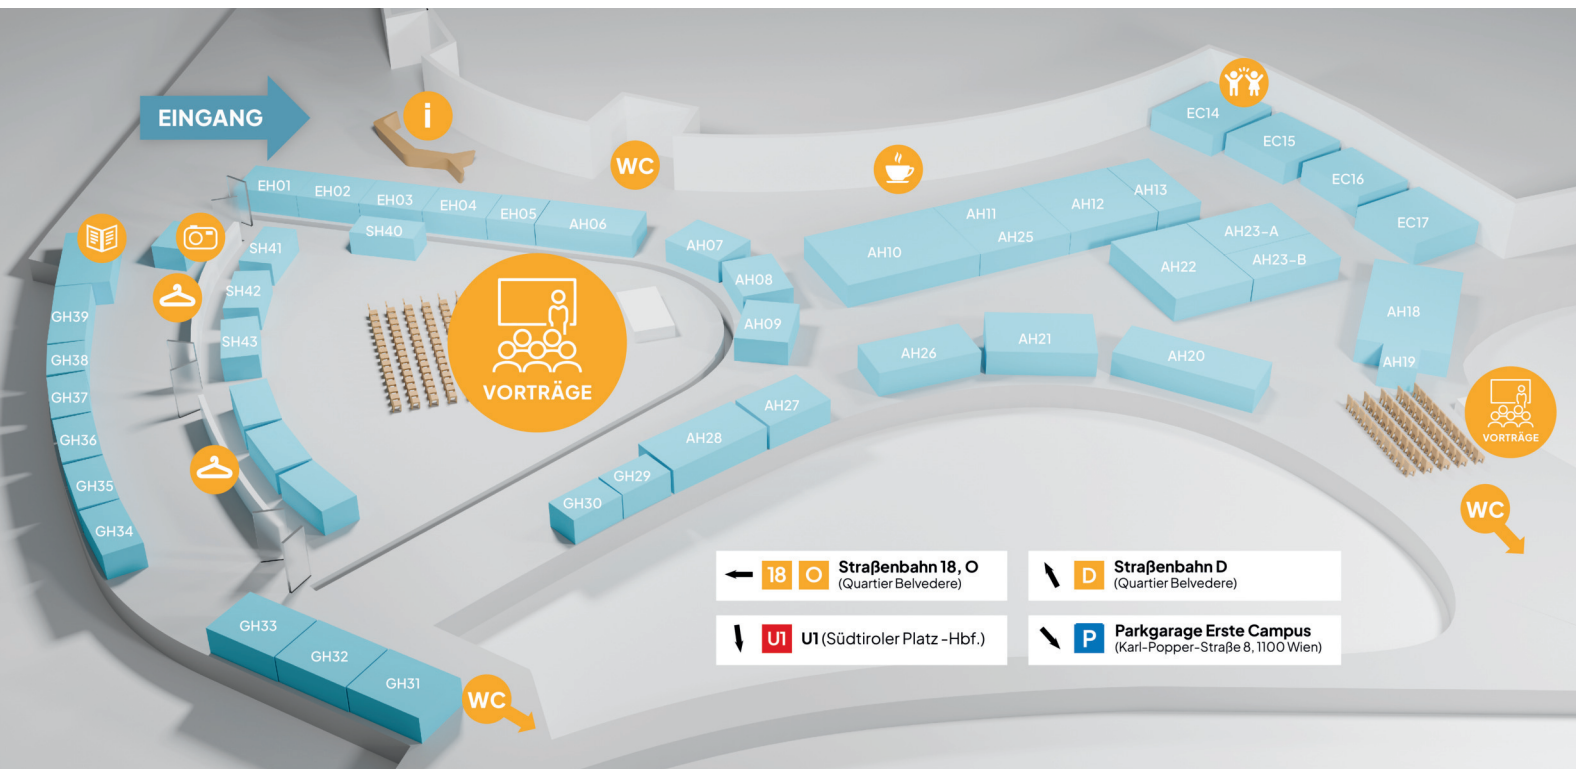 EINGANG
i
WC
EH01
EH02
EH03
EH04
EH05
AH06
SH40
SH41
SH42
SH43
GH39
GH38
GH37
GH36
GH35
GH34
VORTRÄGE
AH07
AH08
AH09
AH10
AH11
AH25
AH12
AH13
EC14
EC15
EC16
EC17
AH23-A
AH23-B
AH22
AH18
AH19
AH26
AH21
AH20
VORTRÄGE
WC
AH27
AH28
GH29
GH30
GH33
GH32
GH31
WC
18 O Straßenbahn 18, O
(Quartier Belvedere)
U1 U1 (Südtiroler Platz -Hbf.)
D Straßenbahn D
(Quartier Belvedere)
P Parkgarage Erste Campus
(Karl-Popper-Straße 8, 1100 Wien)